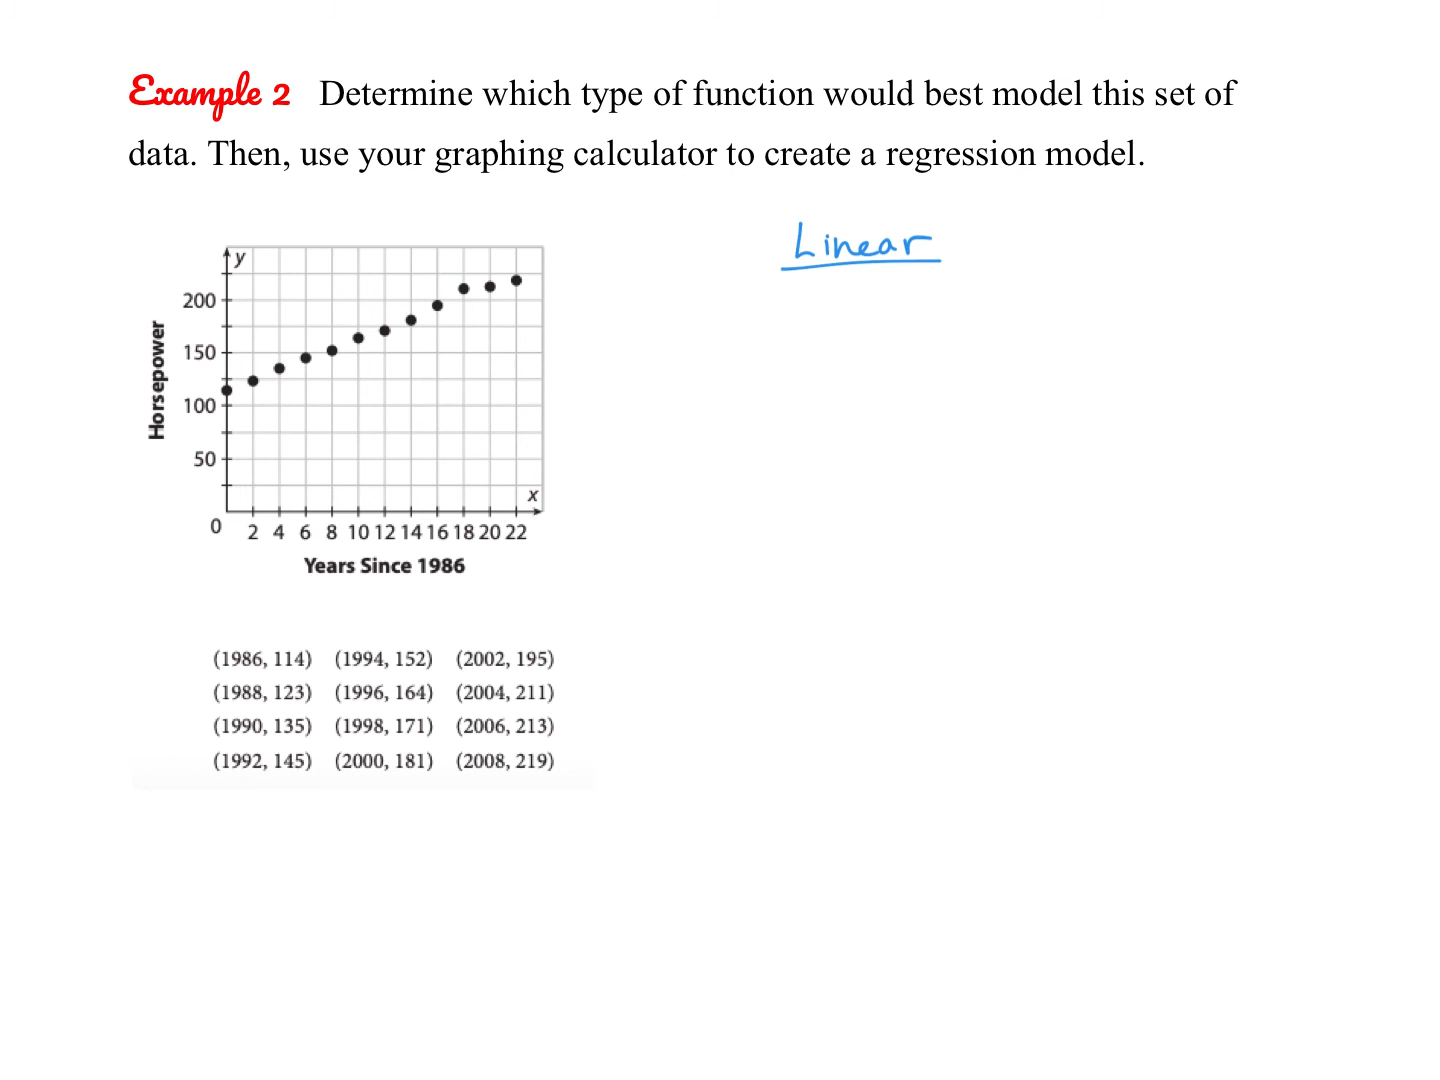 Example 2 Determine which type of function would best model this set of
data. Then, use your graphing calculator to create a regression model.
Linear
y
200
150
100
50
0
Horsepower
x
2 4 6 8 10 12 14 16 18 20 22
Years Since 1986
(1986, 114) (1994, 152) (2002, 195)
(1988, 123) (1996, 164) (2004, 211)
(1990, 135) (1998, 171) (2006, 213)
(1992, 145) (2000, 181) (2008, 219)